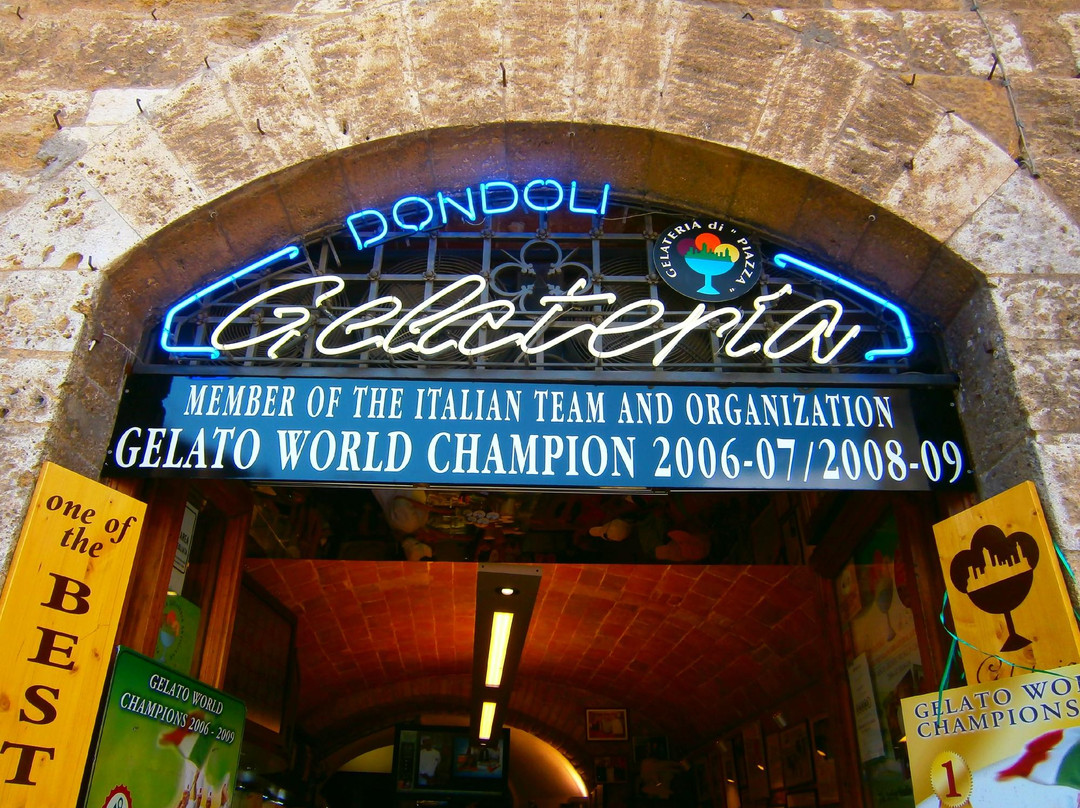 DONDOLI
GELATERIA di "PIAZZA"
Gelateria
MEMBER OF THE ITALIAN TEAM AND ORGANIZATION
GELATO WORLD CHAMPION 2006-07/2008-09
one of
the
BEST
GELATO WORLD
CHAMPIONS 2006 - 2009
GELATO
CHAMPIONS
1